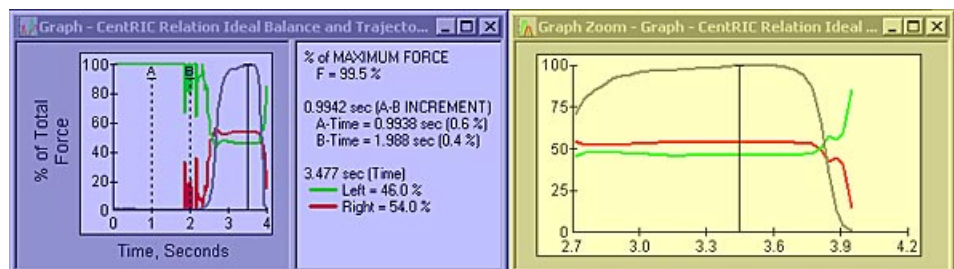 Graph - CentRIC Relation Ideal Balance and Trajecto...
% of Total
Force
100
80
60
40
20
0
A
B
0
1
2
3
4
Time, Seconds
% of MAXIMUM FORCE
F = 99.5 %
0.9942 sec (A-B INCREMENT)
A-Time = 0.9938 sec (0.6 %)
B-Time = 1.988 sec (0.4 %)
3.477 sec (Time)
Left = 46.0 %
Right = 54.0 %
Graph Zoom - Graph - CentRIC Relation Ideal ...
100
75
50
25
0
2.7
3.0
3.3
3.6
3.9
4.2